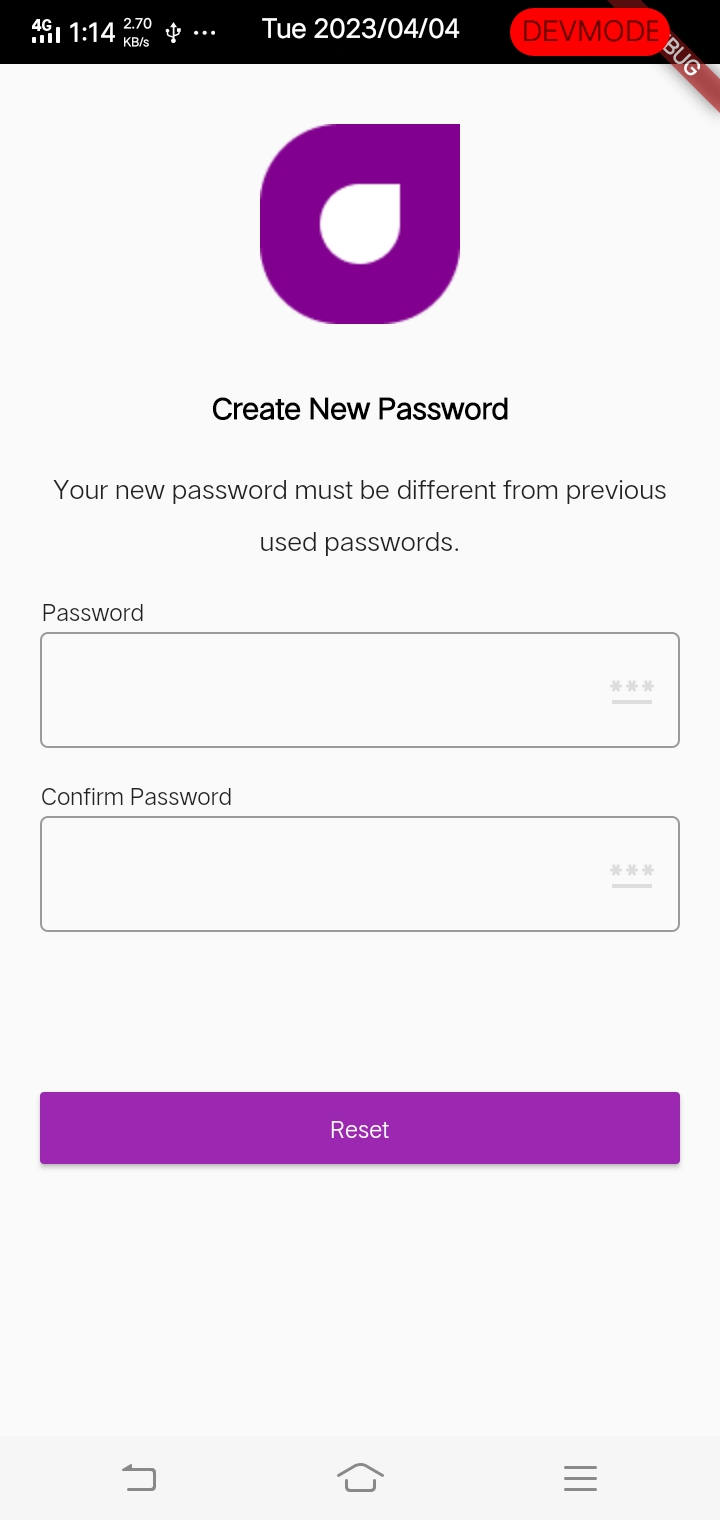 4G 1:14 2.70 KB/s ... Tue 2023/04/04 DEVMODE
BUG
Create New Password
Your new password must be different from previous
used passwords.
Password
***
Confirm Password
***
Reset